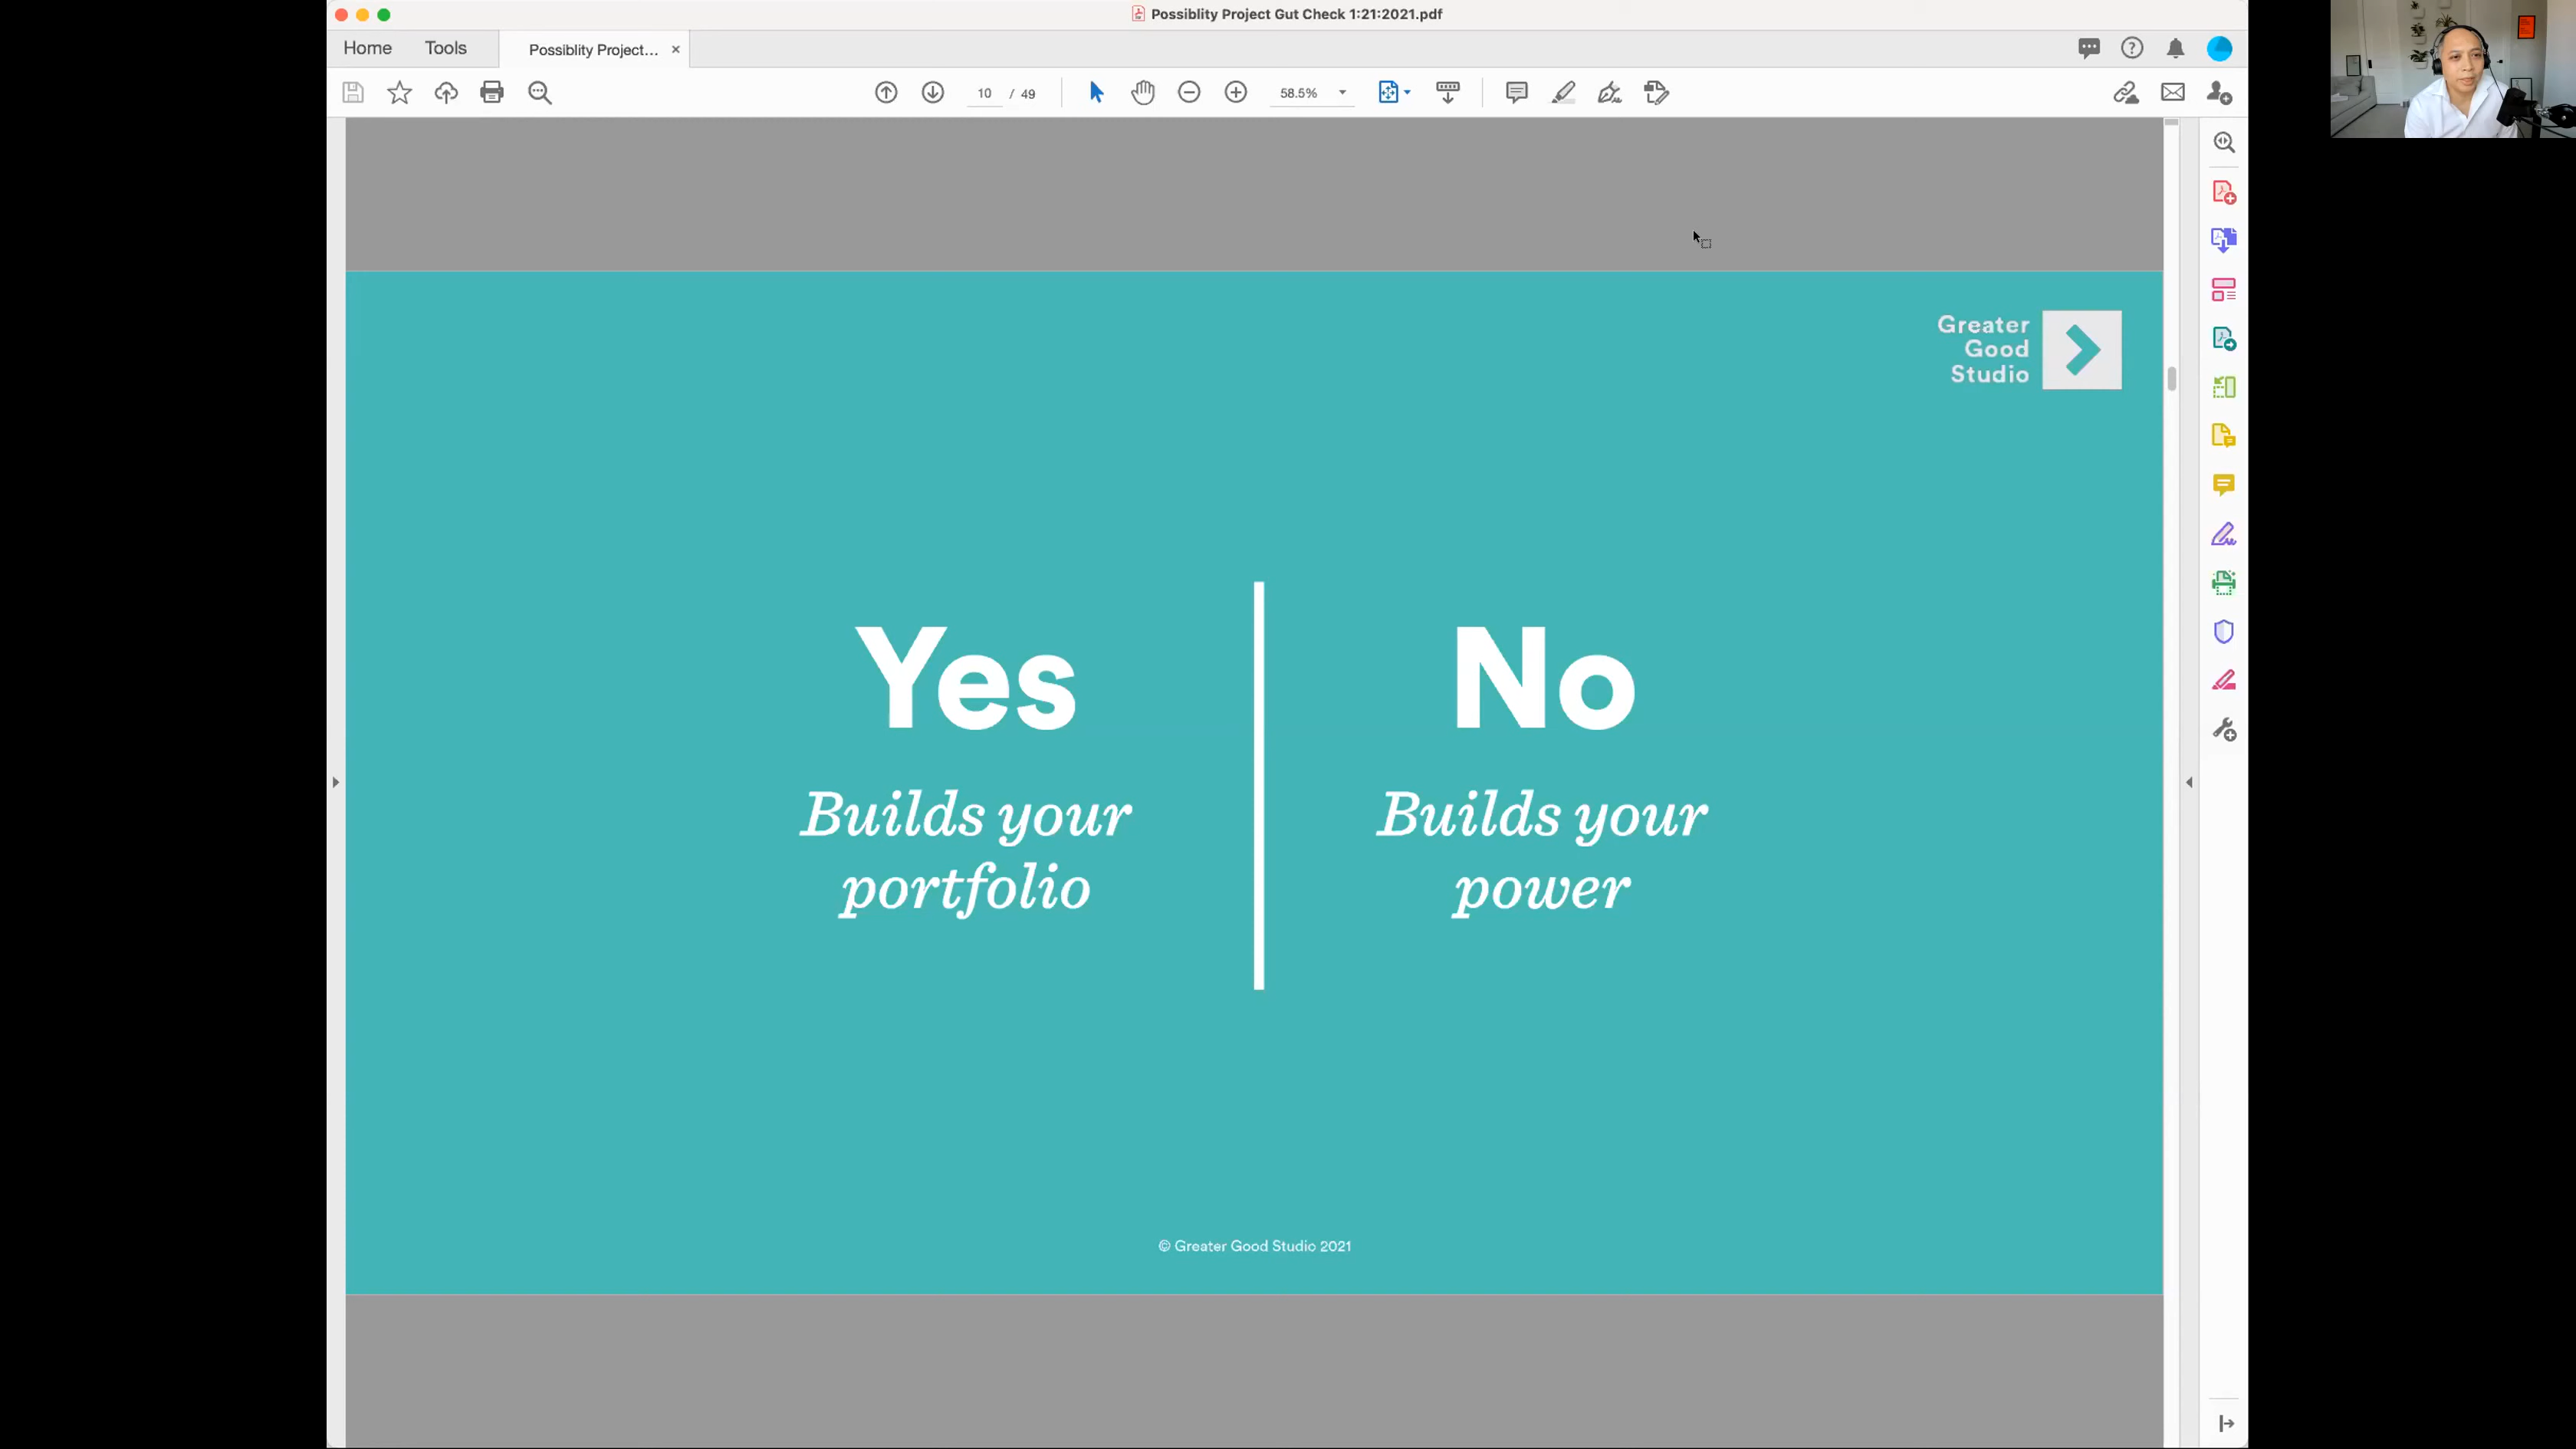 Possiblity Project Gut Check 1:21:2021.pdf
Home
Tools
Possiblity Project...
10 / 49
58.5%
Greater
Good
Studio
Yes
Builds your
portfolio
No
Builds your
power
© Greater Good Studio 2021